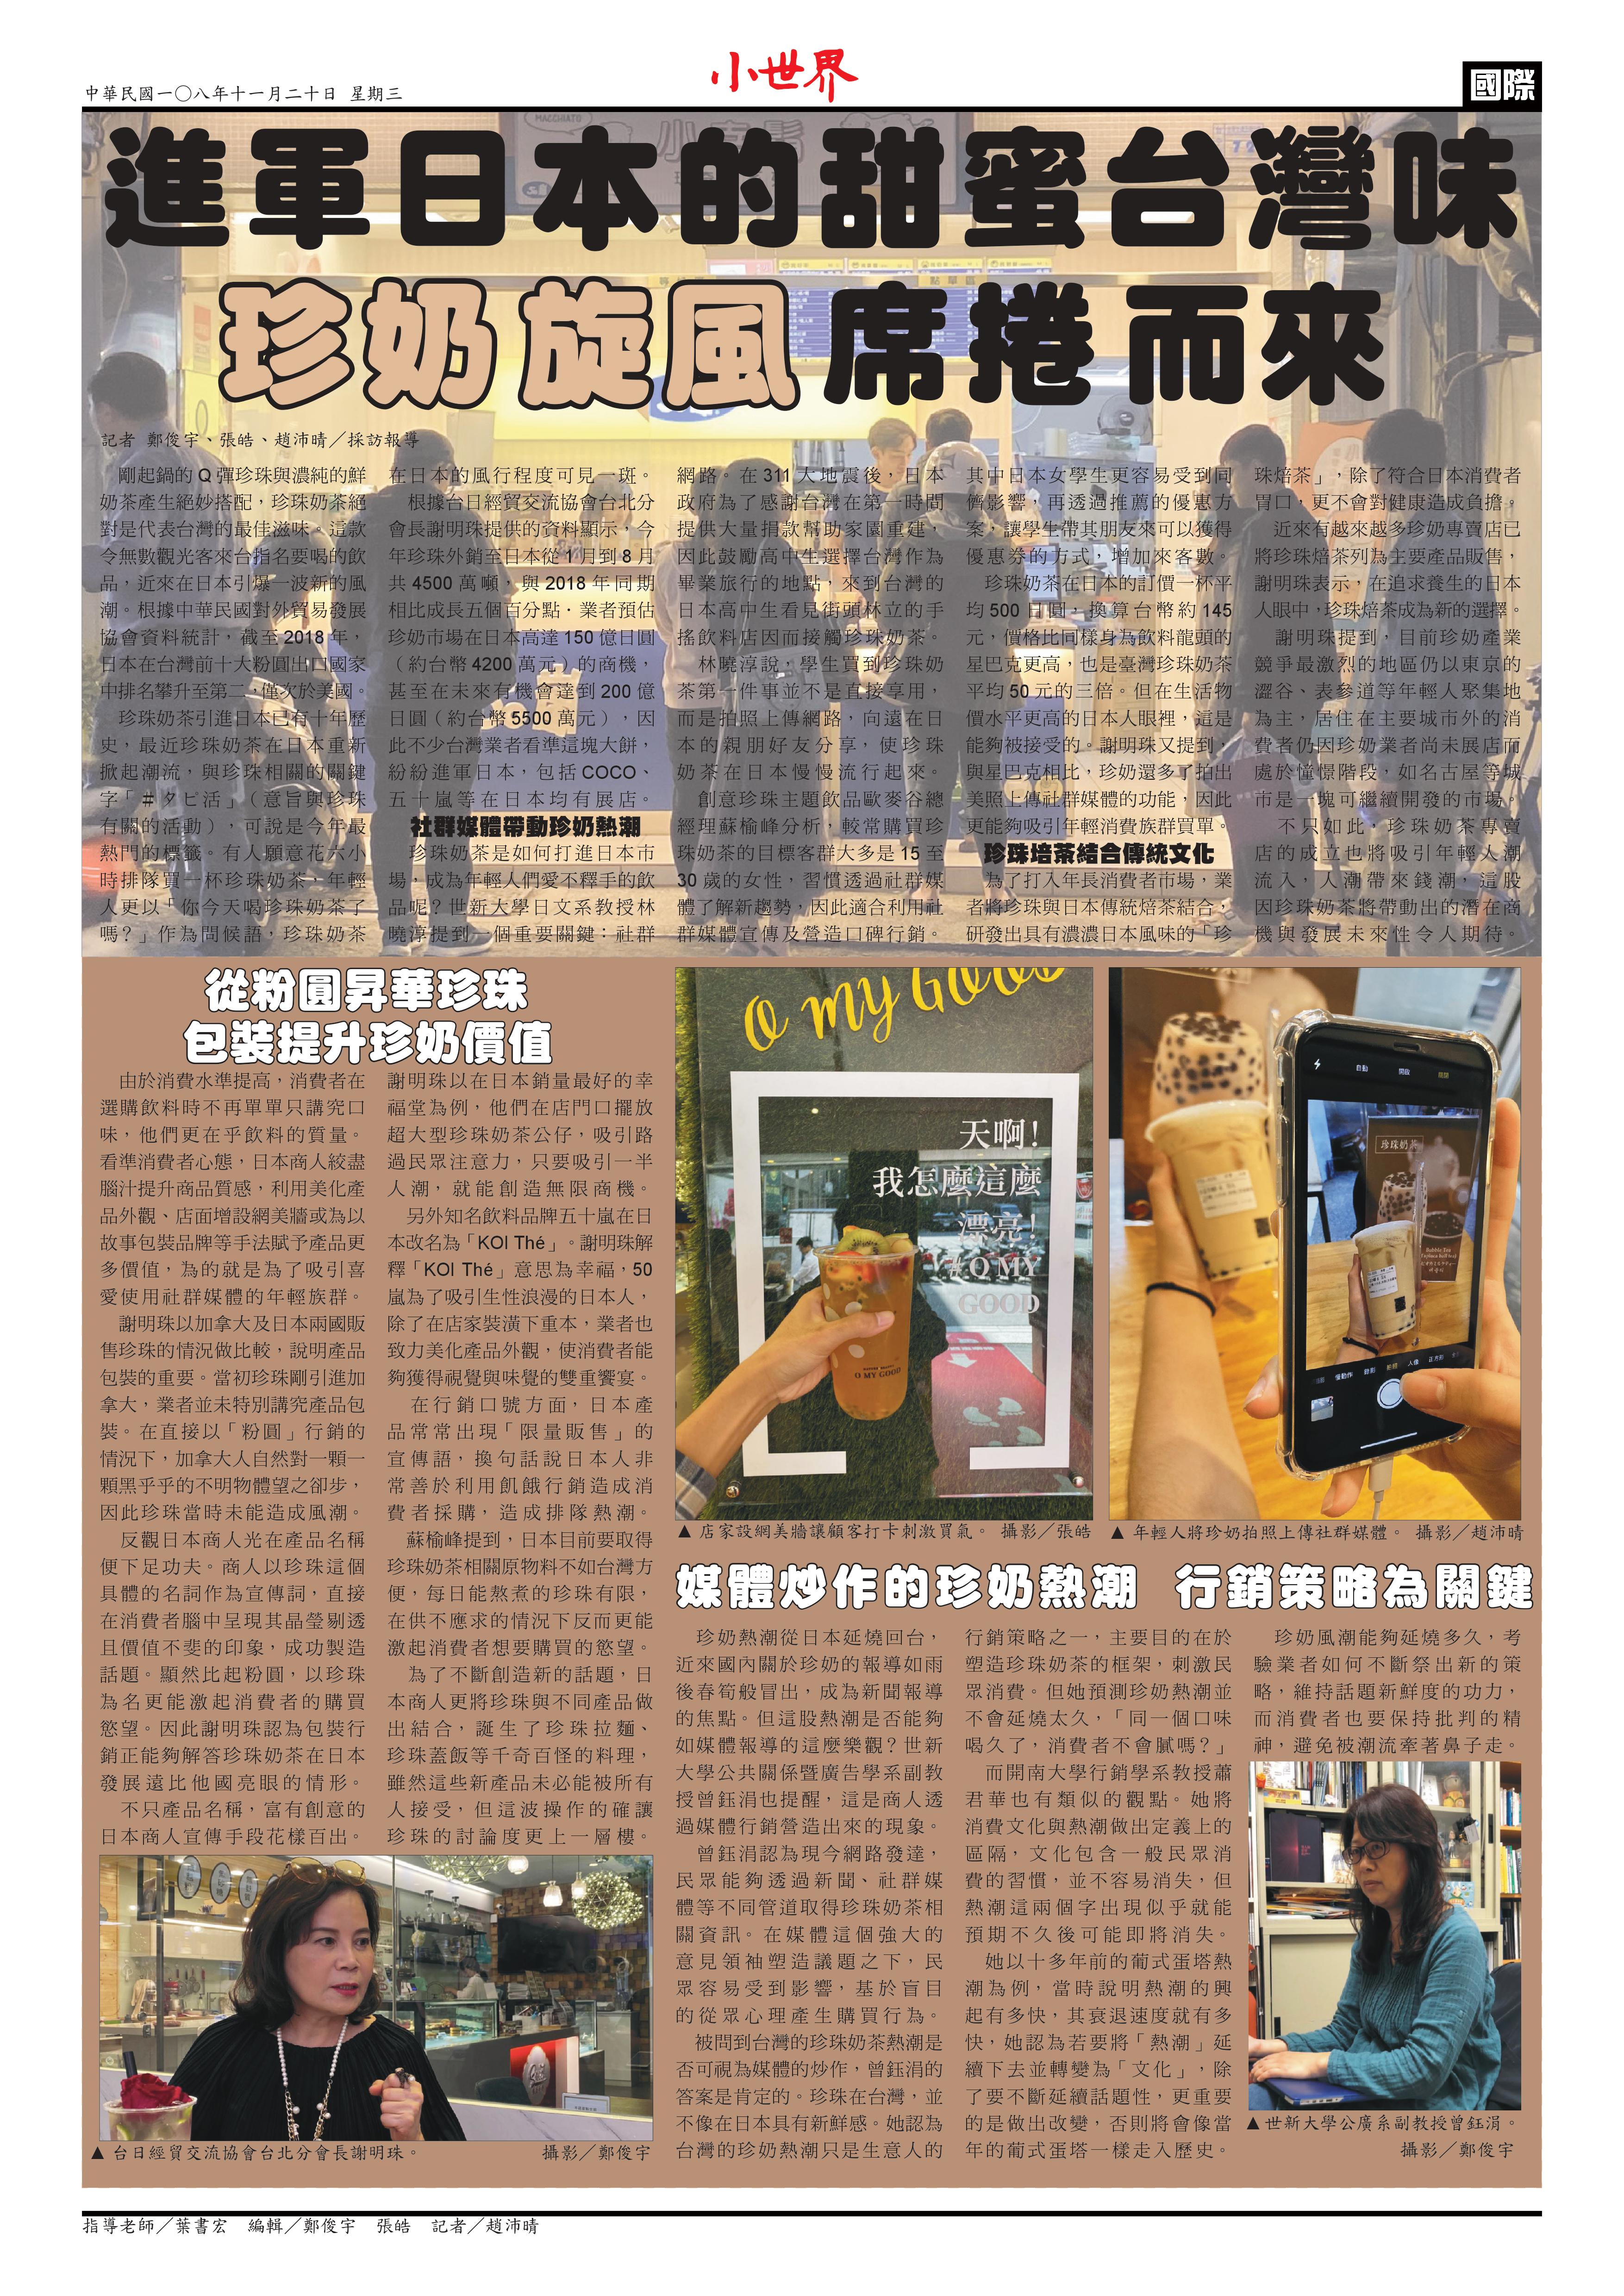 中華民國一〇八年十一月二十日 星期三
小世界
國際
進軍日本的甜蜜台灣味
珍奶旋風席捲而來
記者 鄭俊宇、張皓、趙沛晴╱採訪報導
剛起鍋的Q彈珍珠與濃純的鮮
奶茶產生絕妙搭配，珍珠奶茶絕
對是代表台灣的最佳滋味。這款
令無數觀光客來台指名要喝的飲
品，近來在日本引爆一波新的風
潮。根據中華民國對外貿易發展
協會資料統計，截至2018年，
日本在台灣前十大粉圓出口國家
中排名攀升至第二，僅次於美國。
珍珠奶茶引進日本已有十年歷
史，最近珍珠奶茶在日本重新
掀起潮流，與珍珠相關的關鍵
字「＃タピ活」（意旨與珍珠
有關的活動），可說是今年最
熱門的標籤。有人願意花六小
時排隊買一杯珍珠奶茶，年輕
人更以「你今天喝珍珠奶茶了
嗎？」作為問候語，珍珠奶茶
在日本的風行程度可見一斑。
根據台日經貿交流協會台北分
會長謝明珠提供的資料顯示，今
年珍珠外銷至日本從1月到8月
共4500萬噸，與2018年同期
相比成長五個百分點．業者預估
珍奶市場在日本高達150億日圓
（約台幣4200萬元）的商機，
甚至在未來有機會達到200億
日圓（約台幣5500萬元），因
此不少台灣業者看準這塊大餅，
紛紛進軍日本，包括COCO、
五十嵐等在日本均有展店。
社群媒體帶動珍奶熱潮
珍珠奶茶是如何打進日本市
場，成為年輕人們愛不釋手的飲
品呢？世新大學日文系教授林
曉淳提到一個重要關鍵：社群
網路。在311大地震後，日本
政府為了感謝台灣在第一時間
提供大量捐款幫助家園重建，
因此鼓勵高中生選擇台灣作為
畢業旅行的地點，來到台灣的
日本高中生看見街頭林立的手
搖飲料店因而接觸珍珠奶茶。
林曉淳說，學生買到珍珠奶
茶第一件事並不是直接享用，
而是拍照上傳網路，向遠在日
本的親朋好友分享，使珍珠
奶茶在日本慢慢流行起來。
創意珍珠主題飲品歐麥谷總
經理蘇榆峰分析，較常購買珍
珠奶茶的目標客群大多是15至
30歲的女性，習慣透過社群媒
體了解新趨勢，因此適合利用社
群媒體宣傳及營造口碑行銷。
其中日本女學生更容易受到同
儕影響，再透過推薦的優惠方
案，讓學生帶其朋友來可以獲得
優惠券的方式，增加來客數。
珍珠奶茶在日本的訂價一杯平
均500日圓，換算台幣約145
元，價格比同樣身為飲料龍頭的
星巴克更高，也是臺灣珍珠奶茶
平均50元的三倍。但在生活物
價水平更高的日本人眼裡，這是
能夠被接受的。謝明珠又提到，
與星巴克相比，珍奶還多了拍出
美照上傳社群媒體的功能，因此
更能夠吸引年輕消費族群買單。
珍珠培茶結合傳統文化
為了打入年長消費者市場，業
者將珍珠與日本傳統焙茶結合，
研發出具有濃濃日本風味的「珍
珠焙茶」，除了符合日本消費者
胃口，更不會對健康造成負擔。
近來有越來越多珍奶專賣店已
將珍珠焙茶列為主要產品販售，
謝明珠表示，在追求養生的日本
人眼中，珍珠焙茶成為新的選擇。
謝明珠提到，目前珍奶產業
競爭最激烈的地區仍以東京的
澀谷、表參道等年輕人聚集地
為主，居住在主要城市外的消
費者仍因珍奶業者尚未展店而
處於憧憬階段，如名古屋等城
市是一塊可繼續開發的市場。
不只如此，珍珠奶茶專賣
店的成立也將吸引年輕人潮
流入，人潮帶來錢潮，這股
因珍珠奶茶將帶動出的潛在商
機與發展未來性令人期待。
從粉圓昇華珍珠
包裝提升珍奶價值
由於消費水準提高，消費者在
選購飲料時不再單單只講究口
味，他們更在乎飲料的質量。
看準消費者心態，日本商人絞盡
腦汁提升商品質感，利用美化產
品外觀、店面增設網美牆或為以
故事包裝品牌等手法賦予產品更
多價值，為的就是為了吸引喜
愛使用社群媒體的年輕族群。
謝明珠以加拿大及日本兩國販
售珍珠的情況做比較，說明產品
包裝的重要。當初珍珠剛引進加
拿大，業者並未特別講究產品包
裝。在直接以「粉圓」行銷的
情況下，加拿大人自然對一顆一
顆黑乎乎的不明物體望之卻步，
因此珍珠當時未能造成風潮。
反觀日本商人光在產品名稱
便下足功夫。商人以珍珠這個
具體的名詞作為宣傳詞，直接
在消費者腦中呈現其晶瑩剔透
且價值不斐的印象，成功製造
話題。顯然比起粉圓，以珍珠
為名更能激起消費者的購買
慾望。因此謝明珠認為包裝行
銷正能夠解答珍珠奶茶在日本
發展遠比他國亮眼的情形。
不只產品名稱，富有創意的
日本商人宣傳手段花樣百出。
謝明珠以在日本銷量最好的幸
福堂為例，他們在店門口擺放
超大型珍珠奶茶公仔，吸引路
過民眾注意力，只要吸引一半
人潮，就能創造無限商機。
另外知名飲料品牌五十嵐在日
本改名為「KOI Thé」。謝明珠解
釋「KOI Thé」意思為幸福，50
嵐為了吸引生性浪漫的日本人，
除了在店家裝潢下重本，業者也
致力美化產品外觀，使消費者能
夠獲得視覺與味覺的雙重饗宴。
在行銷口號方面，日本產
品常常出現「限量販售」的
宣傳語，換句話說日本人非
常善於利用飢餓行銷造成消
費者採購，造成排隊熱潮。
蘇榆峰提到，日本目前要取得
珍珠奶茶相關原物料不如台灣方
便，每日能熬煮的珍珠有限，
在供不應求的情況下反而更能
激起消費者想要購買的慾望。
為了不斷創造新的話題，日
本商人更將珍珠與不同產品做
出結合，誕生了珍珠拉麵、
珍珠蓋飯等千奇百怪的料理，
雖然這些新產品未必能被所有
人接受，但這波操作的確讓
珍珠的討論度更上一層樓。
▲ 台日經貿交流協會台北分會長謝明珠。 攝影╱鄭俊宇
O my Good
天啊！
我怎麼這麼
漂亮！
#O MY
GOOD
O MY GOOD
▲ 店家設網美牆讓顧客打卡刺激買氣。 攝影╱張皓
珍珠奶茶
▲ 年輕人將珍奶拍照上傳社群媒體。 攝影╱趙沛晴
媒體炒作的珍奶熱潮 行銷策略為關鍵
珍奶熱潮從日本延燒回台，
近來國內關於珍奶的報導如雨
後春筍般冒出，成為新聞報導
的焦點。但這股熱潮是否能夠
如媒體報導的這麼樂觀？世新
大學公共關係暨廣告學系副教
授曾鈺涓也提醒，這是商人透
過媒體行銷營造出來的現象。
曾鈺涓認為現今網路發達，
民眾能夠透過新聞、社群媒
體等不同管道取得珍珠奶茶相
關資訊。在媒體這個強大的
意見領袖塑造議題之下，民
眾容易受到影響，基於盲目
的從眾心理產生購買行為。
被問到台灣的珍珠奶茶熱潮是
否可視為媒體的炒作，曾鈺涓的
答案是肯定的。珍珠在台灣，並
不像在日本具有新鮮感。她認為
台灣的珍奶熱潮只是生意人的
行銷策略之一，主要目的在於
塑造珍珠奶茶的框架，刺激民
眾消費。但她預測珍奶熱潮並
不會延燒太久，「同一個口味
喝久了，消費者不會膩嗎？」
而開南大學行銷學系教授蕭
君華也有類似的觀點。她將
消費文化與熱潮做出定義上的
區隔，文化包含一般民眾消
費的習慣，並不容易消失，但
熱潮這兩個字出現似乎就能
預期不久後可能即將消失。
她以十多年前的葡式蛋塔熱
潮為例，當時說明熱潮的興
起有多快，其衰退速度就有多
快，她認為若要將「熱潮」延
續下去並轉變為「文化」，除
了要不斷延續話題性，更重要
的是做出改變，否則將會像當
年的葡式蛋塔一樣走入歷史。
珍奶風潮能夠延燒多久，考
驗業者如何不斷祭出新的策
略，維持話題新鮮度的功力，
而消費者也要保持批判的精
神，避免被潮流牽著鼻子走。
▲世新大學公廣系副教授曾鈺涓。
攝影╱鄭俊宇
指導老師╱葉書宏 編輯╱鄭俊宇 張皓 記者╱趙沛晴